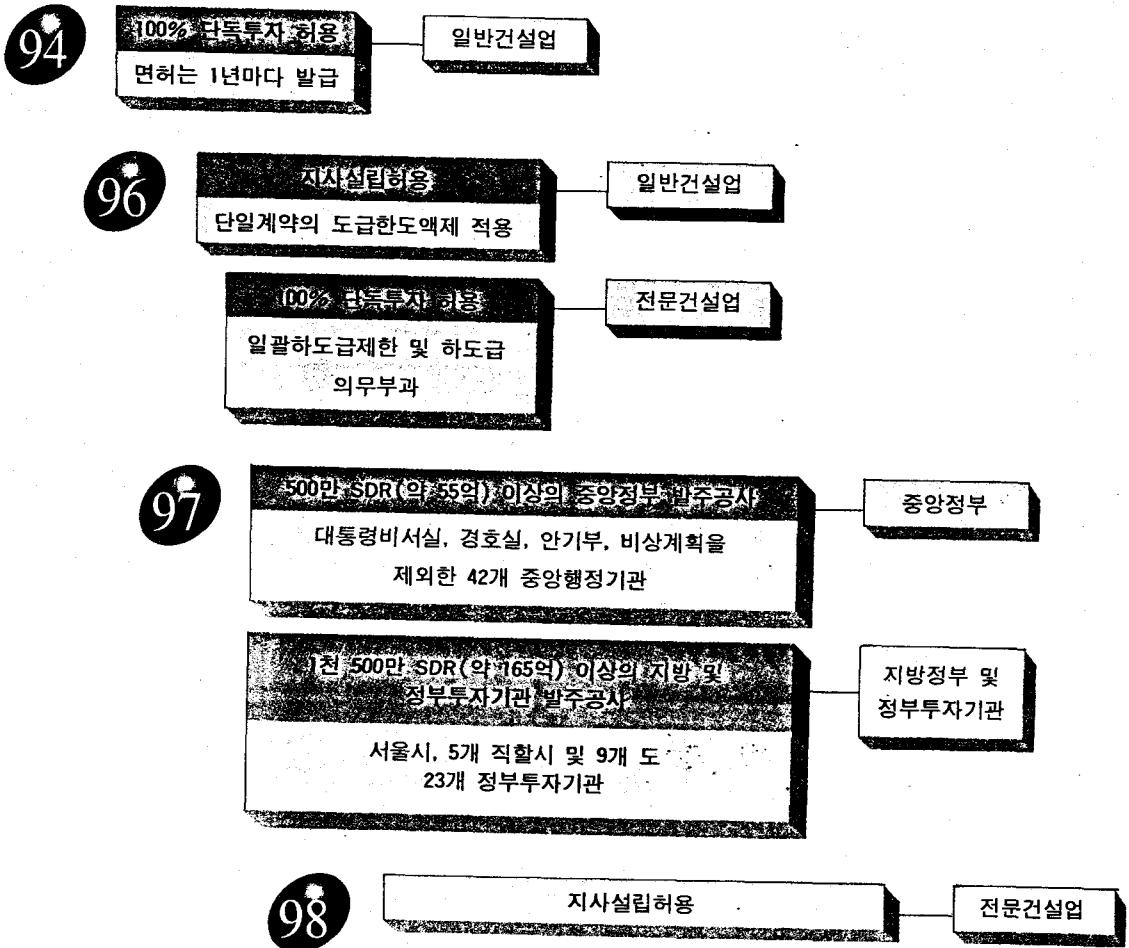 94
100% 단독투자 허용
일반건설업
면허는 1년마다 발급
96
지사설립허용
일반건설업
단일계약의 도급한도액제 적용
100% 단독투자 허용
전문건설업
일괄하도급제한 및 하도급
의무부과
97
500만 SDR(약 55억) 이상의 중앙정부 발주공사
중앙정부
대통령비서실, 경호실, 안기부, 비상계획을
제외한 42개 중앙행정기관
1천 500만 SDR(약 165억) 이상의 지방 및
정부투자기관 발주공사
지방정부 및
정부투자기관
서울시, 5개 직할시 및 9개 도
23개 정부투자기관
98
지사설립허용
전문건설업